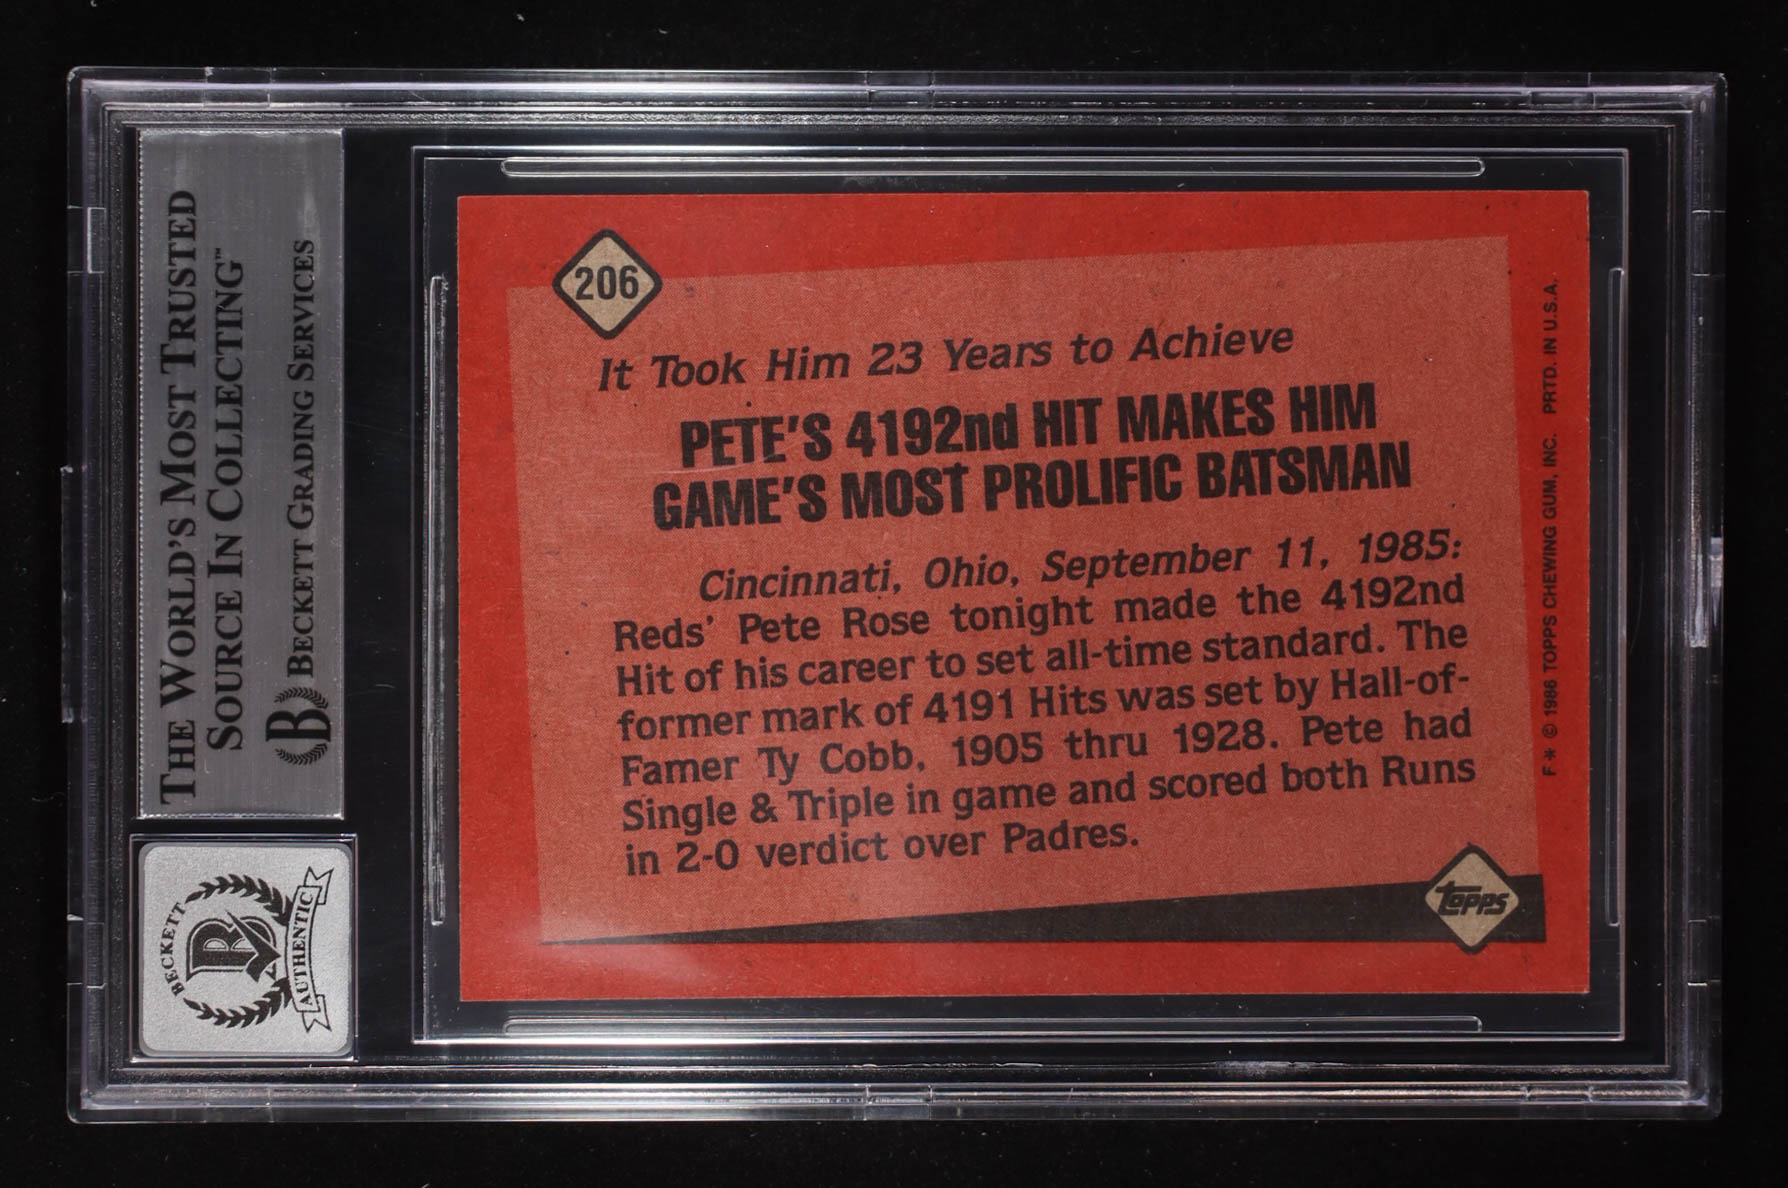 THE WORLD'S MOST TRUSTED
SOURCE IN COLLECTING™
B BECKETT GRADING SERVICES
BECKETT
B
AUTHENTIC
206
It Took Him 23 Years to Achieve
PETE'S 4192nd HIT MAKES HIM
GAME'S MOST PROLIFIC BATSMAN
Cincinnati, Ohio, September 11, 1985:
Reds' Pete Rose tonight made the 4192nd
Hit of his career to set all-time standard. The
former mark of 4191 Hits was set by Hall-of-
Famer Ty Cobb, 1905 thru 1928. Pete had
Single & Triple in game and scored both Runs
in 2-0 verdict over Padres.
topps
F* © 1986 TOPPS CHEWING GUM, INC. PRTD. IN U.S.A.